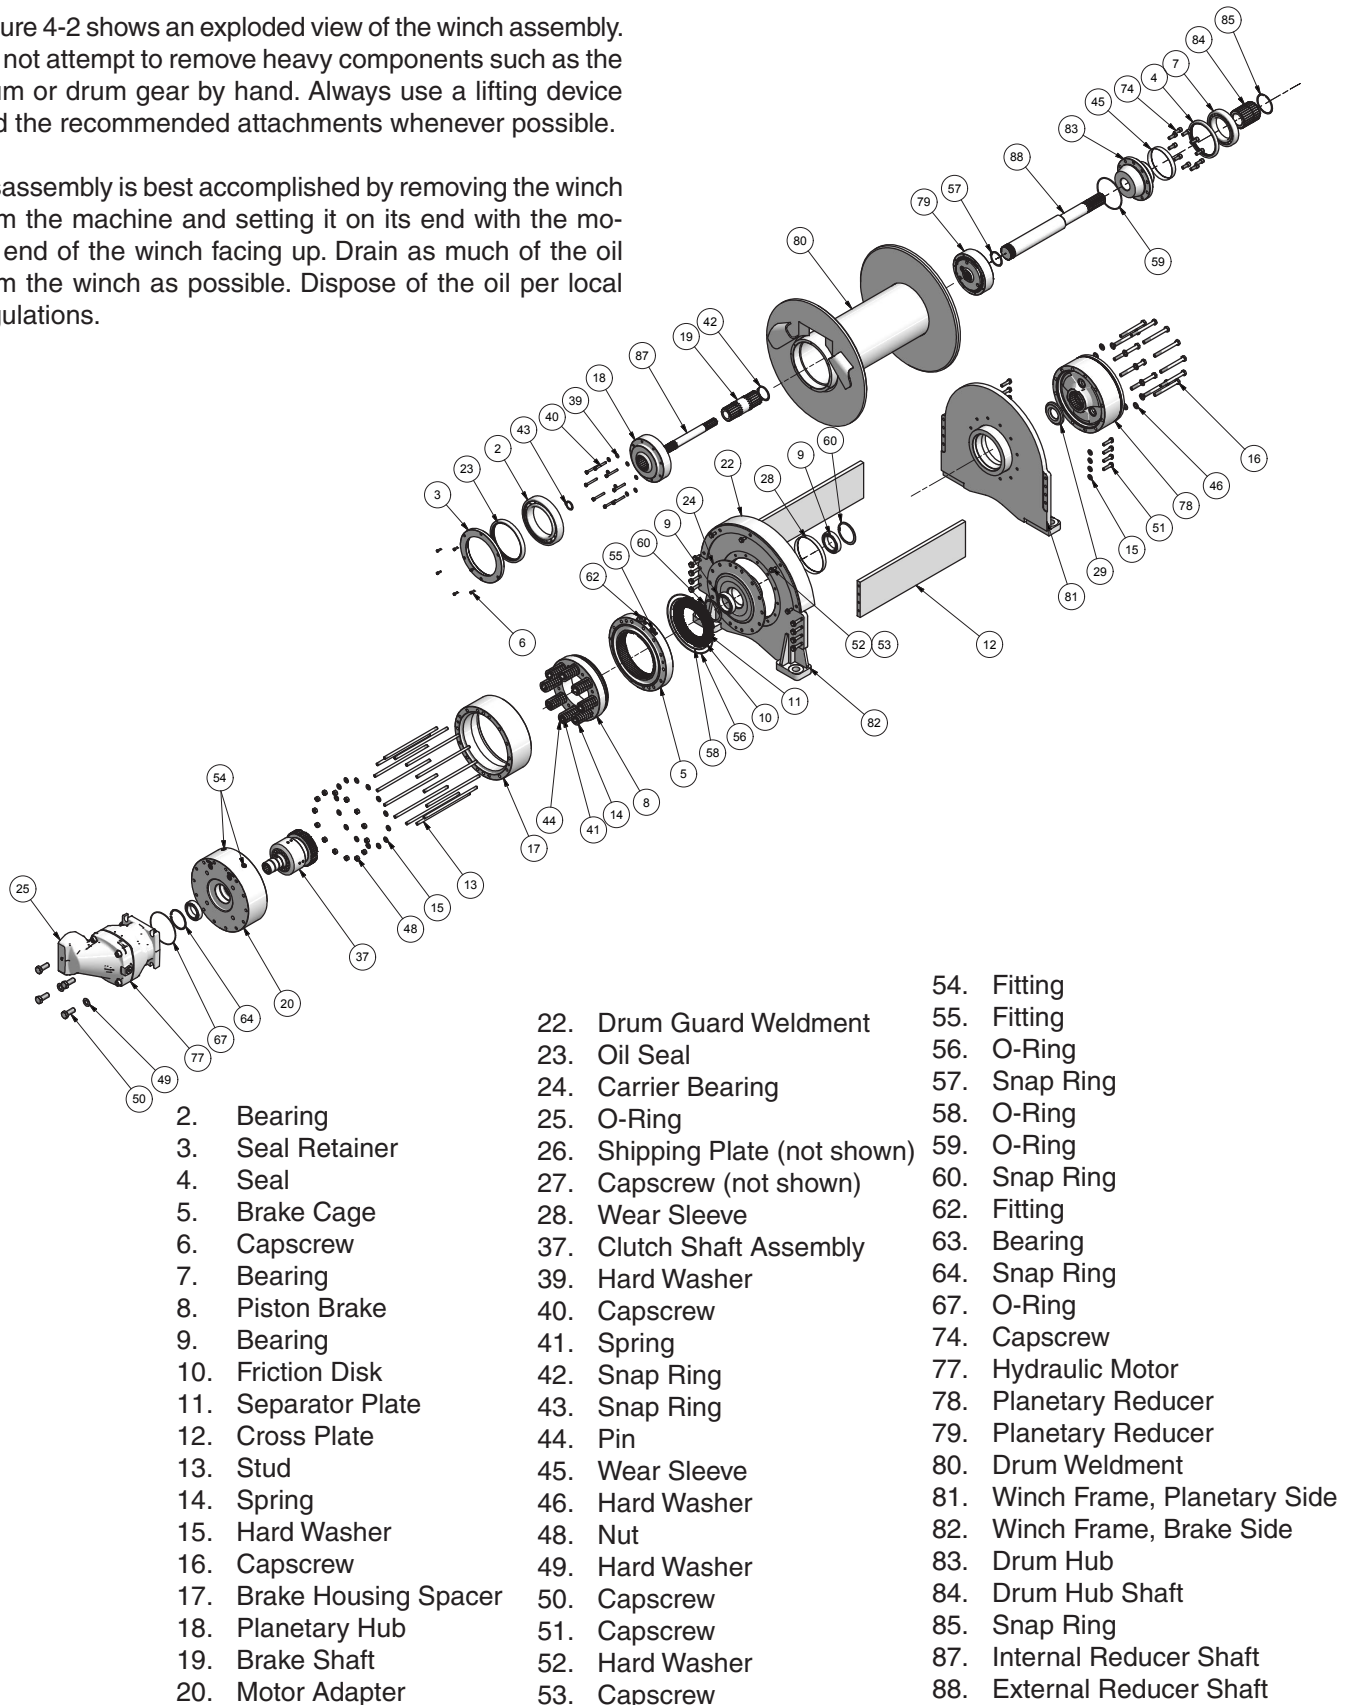 ure 4-2 shows an exploded view of the winch assembly.
not attempt to remove heavy components such as the
um or drum gear by hand. Always use a lifting device
d the recommended attachments whenever possible.
sassembly is best accomplished by removing the winch
m the machine and setting it on its end with the mo-
end of the winch facing up. Drain as much of the oil
m the winch as possible. Dispose of the oil per local
gulations.
85
84
7
4
74
45
83
88
57
79
80
59
42
19
87
18
39
40
43
2
23
3
6
22
28
9
60
24
9
60
55
62
16
46
78
51
15
29
81
12
52 53
82
11
10
56
58
5
8
14
41
44
17
13
15
48
37
54
25
20
64
67
77
49
50
2. Bearing
3. Seal Retainer
4. Seal
5. Brake Cage
6. Capscrew
7. Bearing
8. Piston Brake
9. Bearing
10. Friction Disk
11. Separator Plate
12. Cross Plate
13. Stud
14. Spring
15. Hard Washer
16. Capscrew
17. Brake Housing Spacer
18. Planetary Hub
19. Brake Shaft
20. Motor Adapter
22. Drum Guard Weldment
23. Oil Seal
24. Carrier Bearing
25. O-Ring
26. Shipping Plate (not shown)
27. Capscrew (not shown)
28. Wear Sleeve
37. Clutch Shaft Assembly
39. Hard Washer
40. Capscrew
41. Spring
42. Snap Ring
43. Snap Ring
44. Pin
45. Wear Sleeve
46. Hard Washer
48. Nut
49. Hard Washer
50. Capscrew
51. Capscrew
52. Hard Washer
53. Capscrew
54. Fitting
55. Fitting
56. O-Ring
57. Snap Ring
58. O-Ring
59. O-Ring
60. Snap Ring
62. Fitting
63. Bearing
64. Snap Ring
67. O-Ring
74. Capscrew
77. Hydraulic Motor
78. Planetary Reducer
79. Planetary Reducer
80. Drum Weldment
81. Winch Frame, Planetary Side
82. Winch Frame, Brake Side
83. Drum Hub
84. Drum Hub Shaft
85. Snap Ring
87. Internal Reducer Shaft
88. External Reducer Shaft